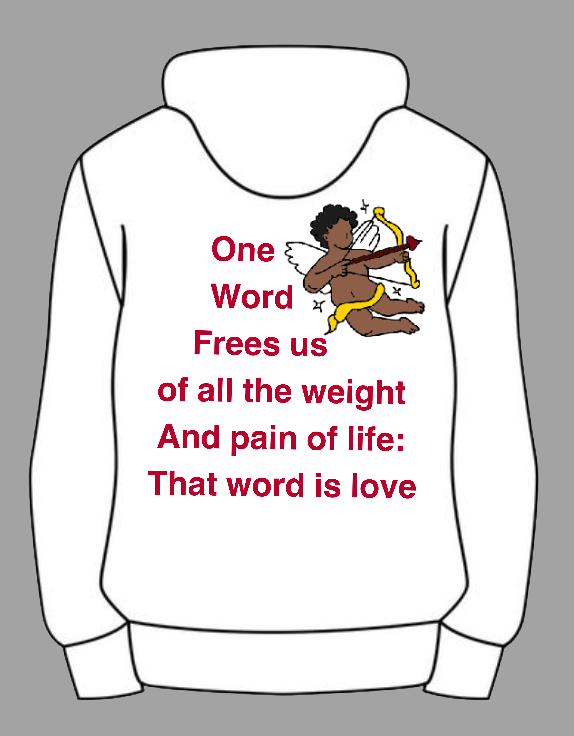 One
Word
Frees us
of all the weight
And pain of life:
That word is love